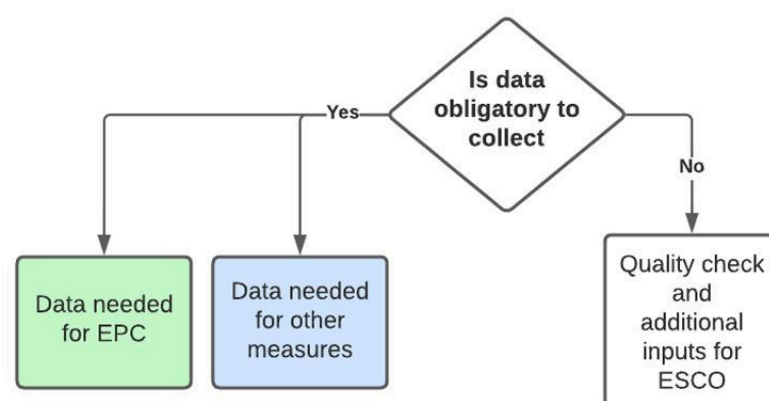 Is data
obligatory to
collect
Yes
No
Data needed
for EPC
Data needed
for other
measures
Quality check
and
additional
inputs for
ESCO